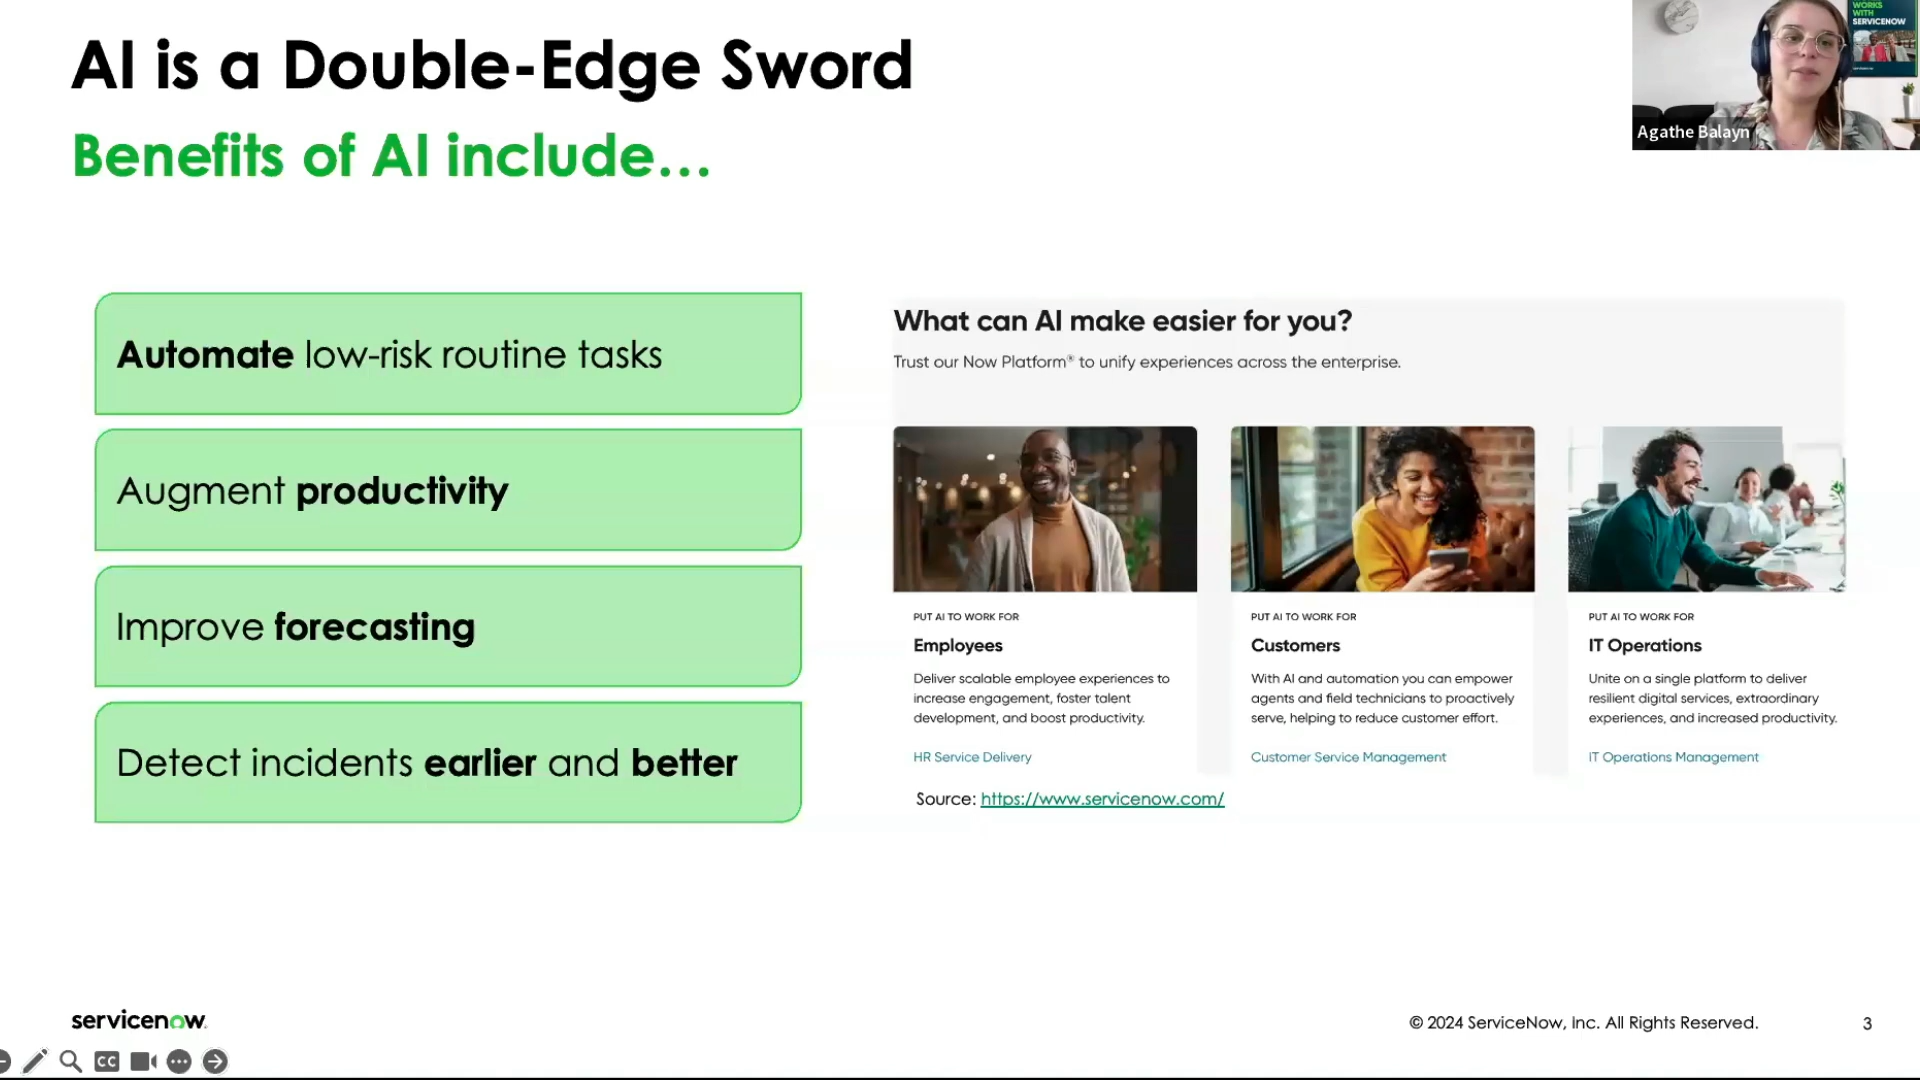 AI is a Double-Edge Sword
Benefits of AI include...
WORKS
WITH
SERVICENOW
Agathe Balayn
Automate low-risk routine tasks
Augment productivity
Improve forecasting
Detect incidents earlier and better
What can AI make easier for you?
Trust our Now Platform® to unify experiences across the enterprise.
PUT AI TO WORK FOR
Employees
Deliver scalable employee experiences to
increase engagement, foster talent
development, and boost productivity.
HR Service Delivery
PUT AI TO WORK FOR
Customers
With AI and automation you can empower
agents and field technicians to proactively
serve, helping to reduce customer effort.
Customer Service Management
PUT AI TO WORK FOR
IT Operations
Unite on a single platform to deliver
resilient digital services, extraordinary
experiences, and increased productivity.
IT Operations Management
Source: https://www.servicenow.com/
servicenow.
© 2024 ServiceNow, Inc. All Rights Reserved.
3
CC